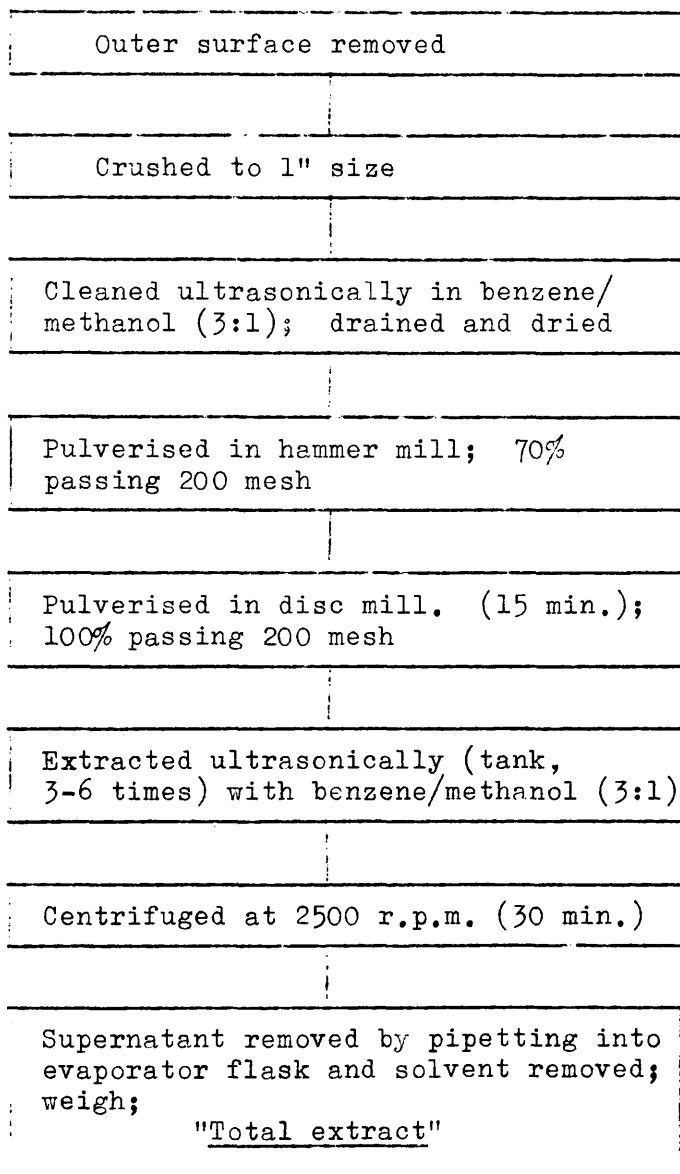 Outer surface removed
Crushed to 1" size
Cleaned ultrasonically in benzene/
methanol (3:1); drained and dried
Pulverised in hammer mill; 70%
passing 200 mesh
Pulverised in disc mill. (15 min.);
100% passing 200 mesh
Extracted ultrasonically (tank,
3-6 times) with benzene/methanol (3:1)
Centrifuged at 2500 r.p.m. (30 min.)
Supernatant removed by pipetting into
evaporator flask and solvent removed;
weigh;
"Total extract"